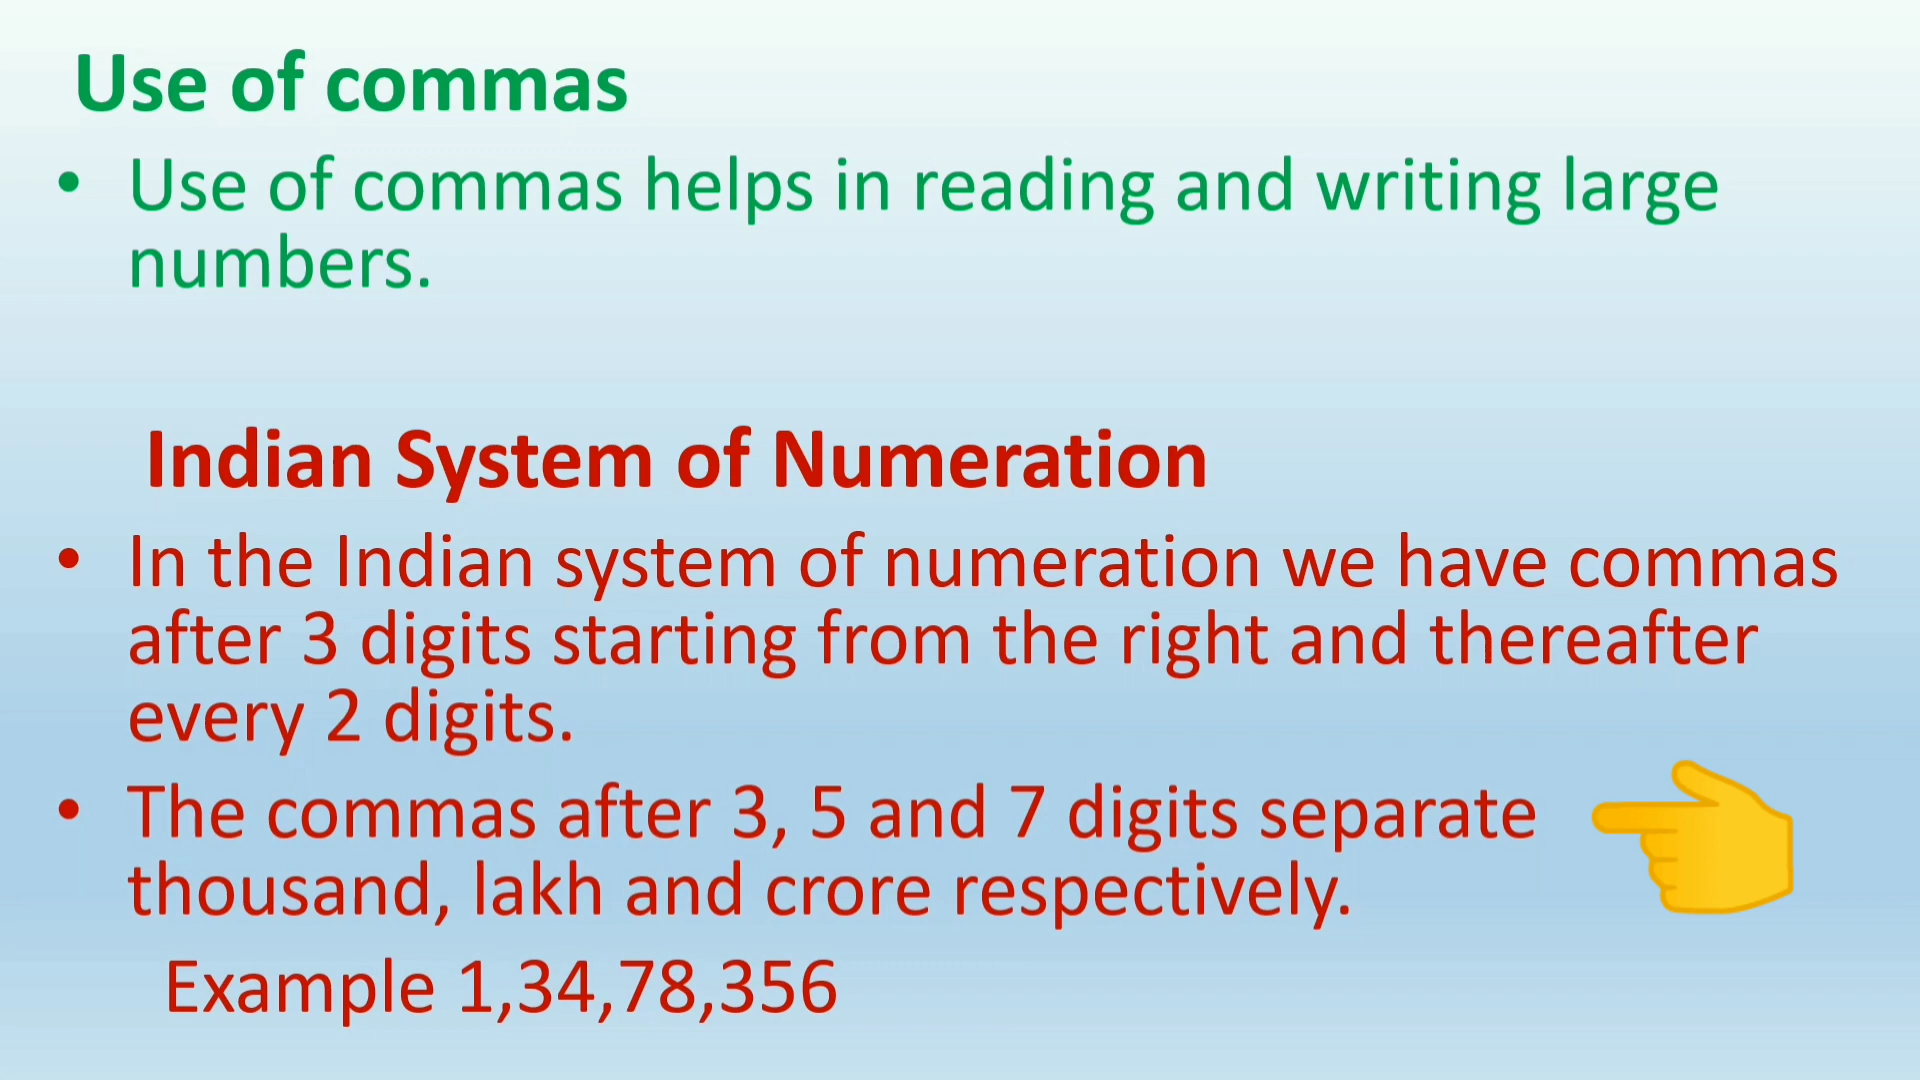 Use of commas
• Use of commas helps in reading and writing large
numbers.
Indian System of Numeration
• In the Indian system of numeration we have commas
after 3 digits starting from the right and thereafter
every 2 digits.
• The commas after 3, 5 and 7 digits separate
thousand, lakh and crore respectively.
Example 1,34,78,356